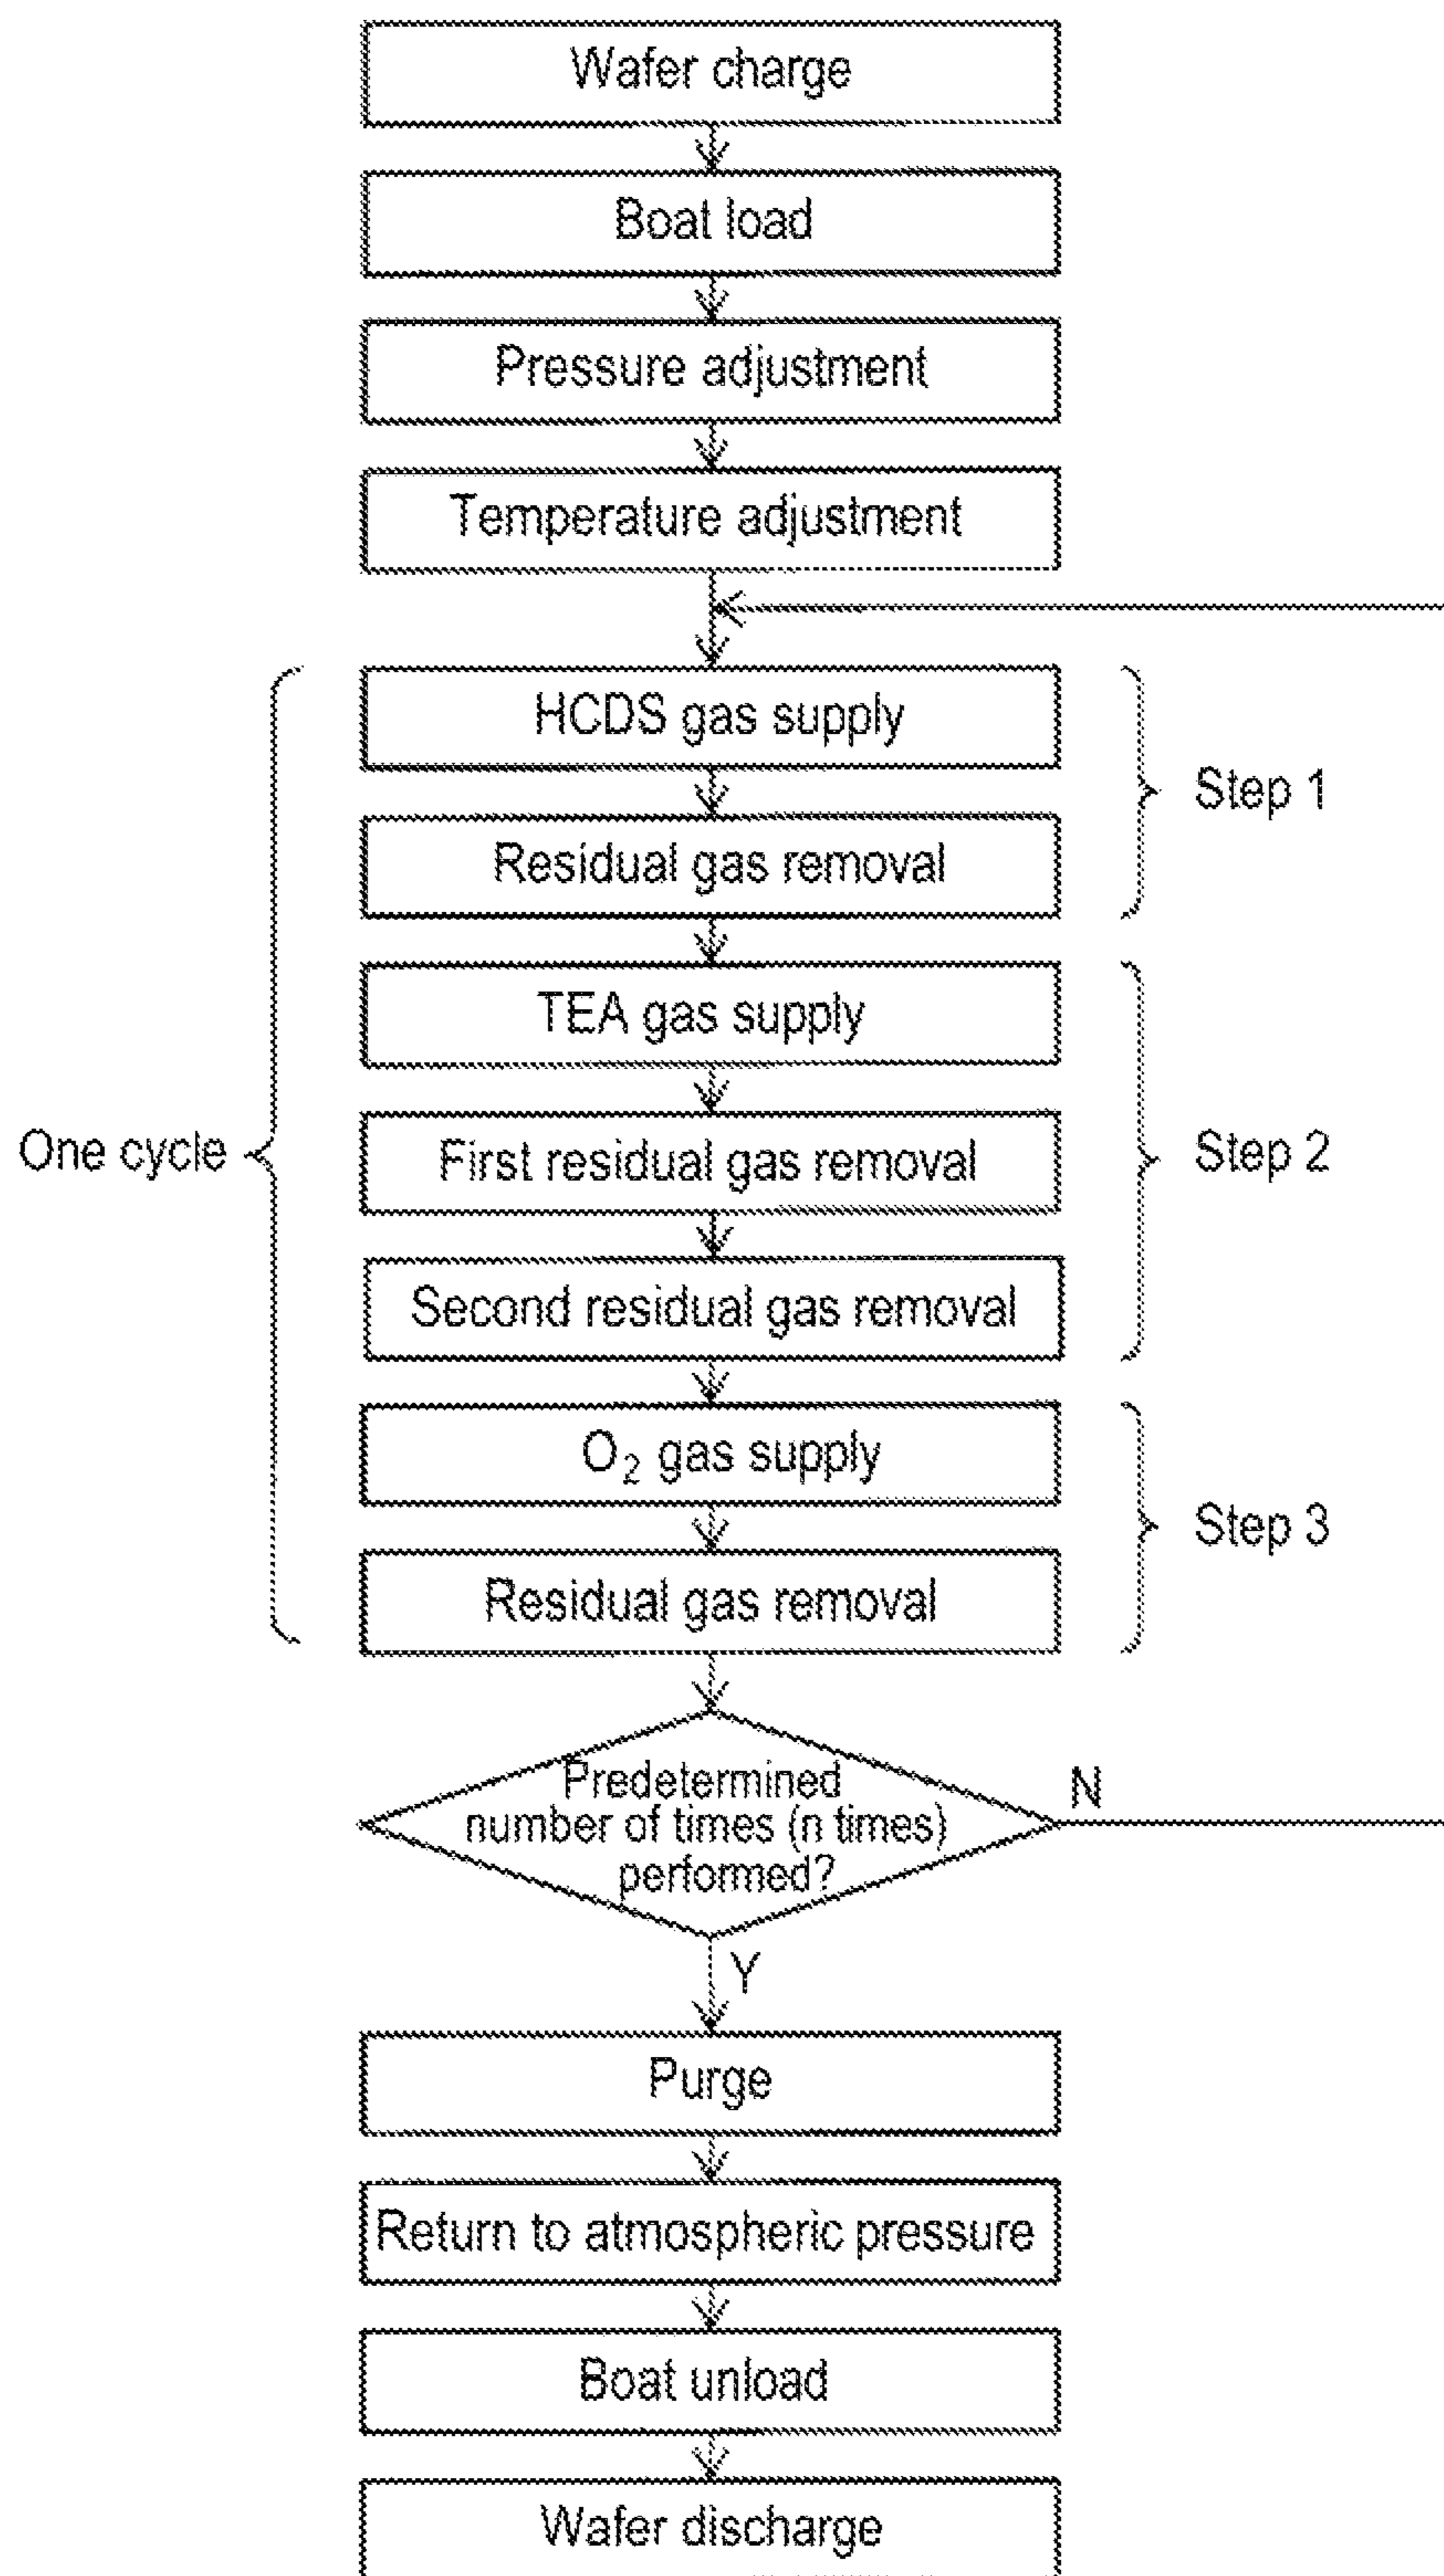 Wafer charge
Boat load
Pressure adjustment
Temperature adjustment
HCDS gas supply
Step 1
Residual gas removal
TEA gas supply
One cycle
First residual gas removal
Step 2
Second residual gas removal
O₂ gas supply
Step 3
Residual gas removal
Predetermined
number of times (n times)
performed?
N
Y
Purge
Return to atmospheric pressure
Boat unload
Wafer discharge